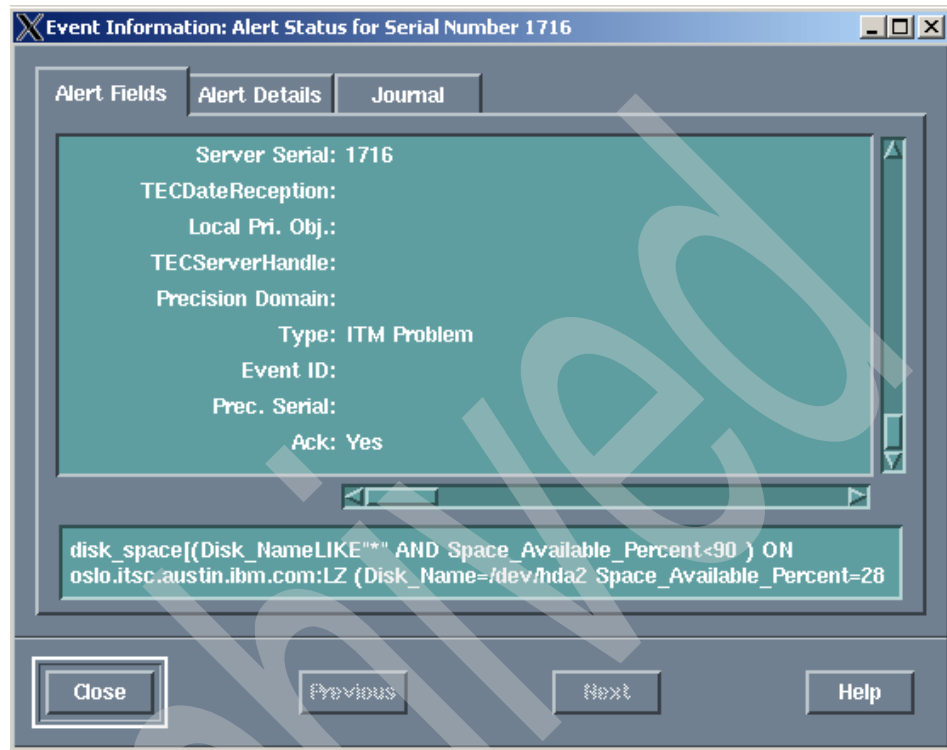 Event Information: Alert Status for Serial Number 1716
Alert Fields
Alert Details
Journal
Server Serial: 1716
TECDateReception:
Local Pri. Obj.:
TECServerHandle:
Precision Domain:
Type: ITM Problem
Event ID:
Prec. Serial:
Ack: Yes
disk_space[(Disk_NameLIKE"*" AND Space_Available_Percent<90 ) ON
oslo.itsc.austin.ibm.com:LZ (Disk_Name=/dev/hda2 Space_Available_Percent=28
Close
Previous
Next
Help
hived